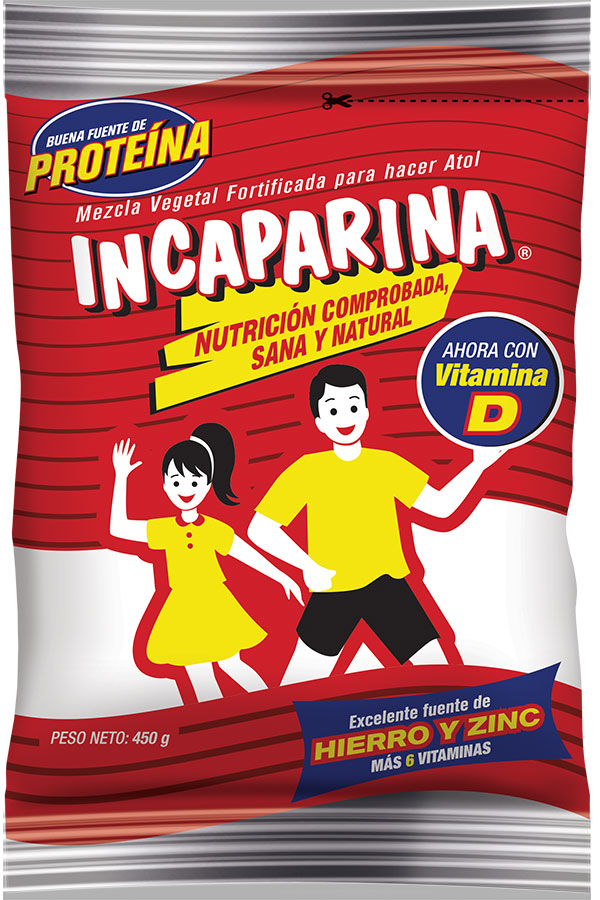 BUENA FUENTE DE
PROTEÍNA
Mezcla Vegetal Fortificada para hacer Atol
INCAPARINA®
NUTRICIÓN COMPROBADA,
SANA Y NATURAL
AHORA CON
Vitamina
D
PESO NETO: 450 g
Excelente fuente de
HIERRO Y ZINC
MÁS 6 VITAMINAS